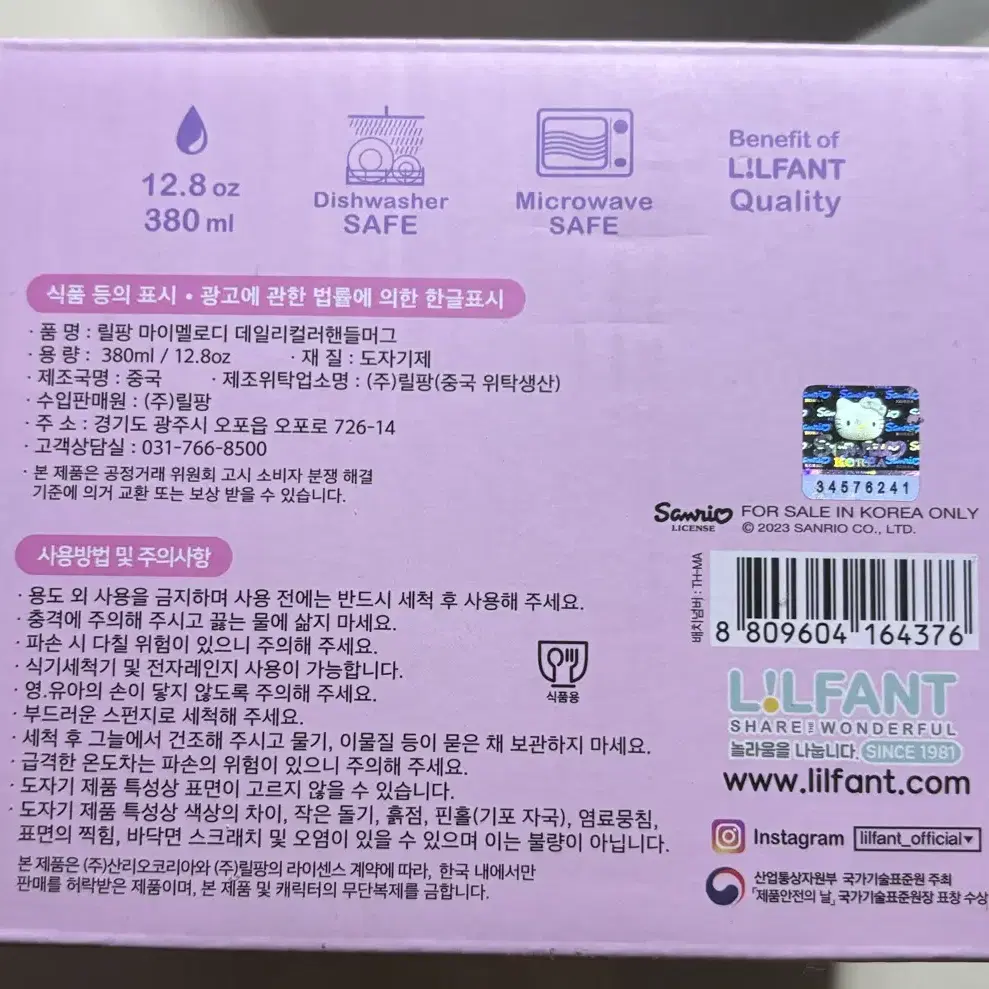 12.8 oz
380 ml
Dishwasher
SAFE
Microwave
SAFE
Benefit of
L!LFANT
Quality
식품 등의 표시 • 광고에 관한 법률에 의한 한글표시
· 품 명 : 릴팡 마이멜로디 데일리컬러핸들머그
· 용 량 : 380ml / 12.8oz · 재 질 : 도자기제
· 제조국명 : 중국 · 제조위탁업소명 : (주)릴팡(중국 위탁생산)
· 수입판매원 : (주)릴팡
· 주 소 : 경기도 광주시 오포읍 오포로 726-14
· 고객상담실 : 031-766-8500
· 본 제품은 공정거래 위원회 고시 소비자 분쟁 해결
기준에 의거 교환 또는 보상 받을 수 있습니다.
Sanrio
KOREA
34576241
Sanrio
LICENSE
FOR SALE IN KOREA ONLY
© 2023 SANRIO CO., LTD.
사용방법 및 주의사항
· 용도 외 사용을 금지하며 사용 전에는 반드시 세척 후 사용해 주세요.
· 충격에 주의해 주시고 끓는 물에 삶지 마세요.
· 파손 시 다칠 위험이 있으니 주의해 주세요.
· 식기세척기 및 전자레인지 사용이 가능합니다.
· 영.유아의 손이 닿지 않도록 주의해 주세요.
· 부드러운 스펀지로 세척해 주세요.
· 세척 후 그늘에서 건조해 주시고 물기, 이물질 등이 묻은 채 보관하지 마세요.
· 급격한 온도차는 파손의 위험이 있으니 주의해 주세요.
· 도자기 제품 특성상 표면이 고르지 않을 수 있습니다.
· 도자기 제품 특성상 색상의 차이, 작은 돌기, 흙점, 핀홀(기포 자국), 염료뭉침,
표면의 찍힘, 바닥면 스크래치 및 오염이 있을 수 있으며 이는 불량이 아닙니다.
본 제품은 (주)산리오코리아와 (주)릴팡의 라이센스 계약에 따라, 한국 내에서만
판매를 허락받은 제품이며, 본 제품 및 캐릭터의 무단복제를 금합니다.
식품용
배치넘버 : TH-MA
8 809604 164376
L!LFANT
SHARE THE WONDERFUL
놀라움을 나눕니다. SINCE 1981
www.lilfant.com
Instagram lilfant_official▼
산업통상자원부 국가기술표준원 주최
「제품안전의 날」 국가기술표준원장 표창 수상